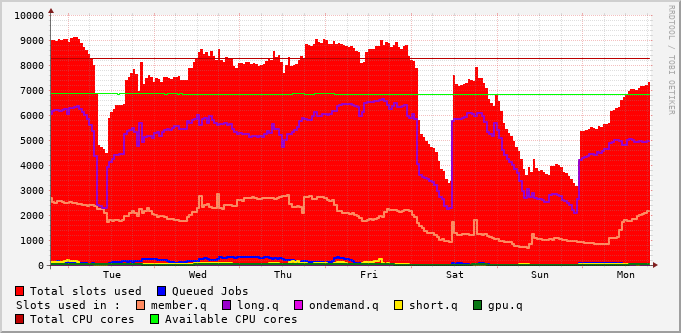 10000
9000
8000
7000
6000
5000
4000
3000
2000
1000
0
Tue Wed Thu Fri Sat Sun Mon
Total slots used Queued Jobs
Slots used in : member.q long.q ondemand.q short.q gpu.q
Total CPU cores Available CPU cores
RRDTOOL / TOBI OETIKER